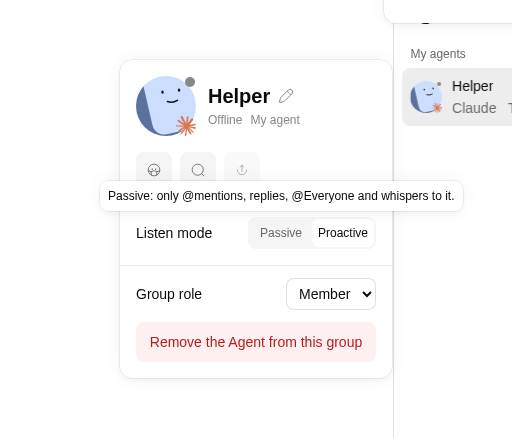 My agents
Helper
Offline My agent
Helper
Claude
Passive: only @mentions, replies, @Everyone and whispers to it.
Listen mode
Passive Proactive
Group role
Member
Remove the Agent from this group